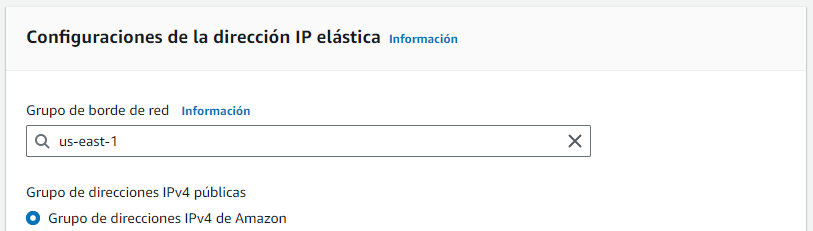 Configuraciones de la dirección IP elástica Información
Grupo de borde de red Información
us-east-1
Grupo de direcciones IPv4 públicas
Grupo de direcciones IPv4 de Amazon